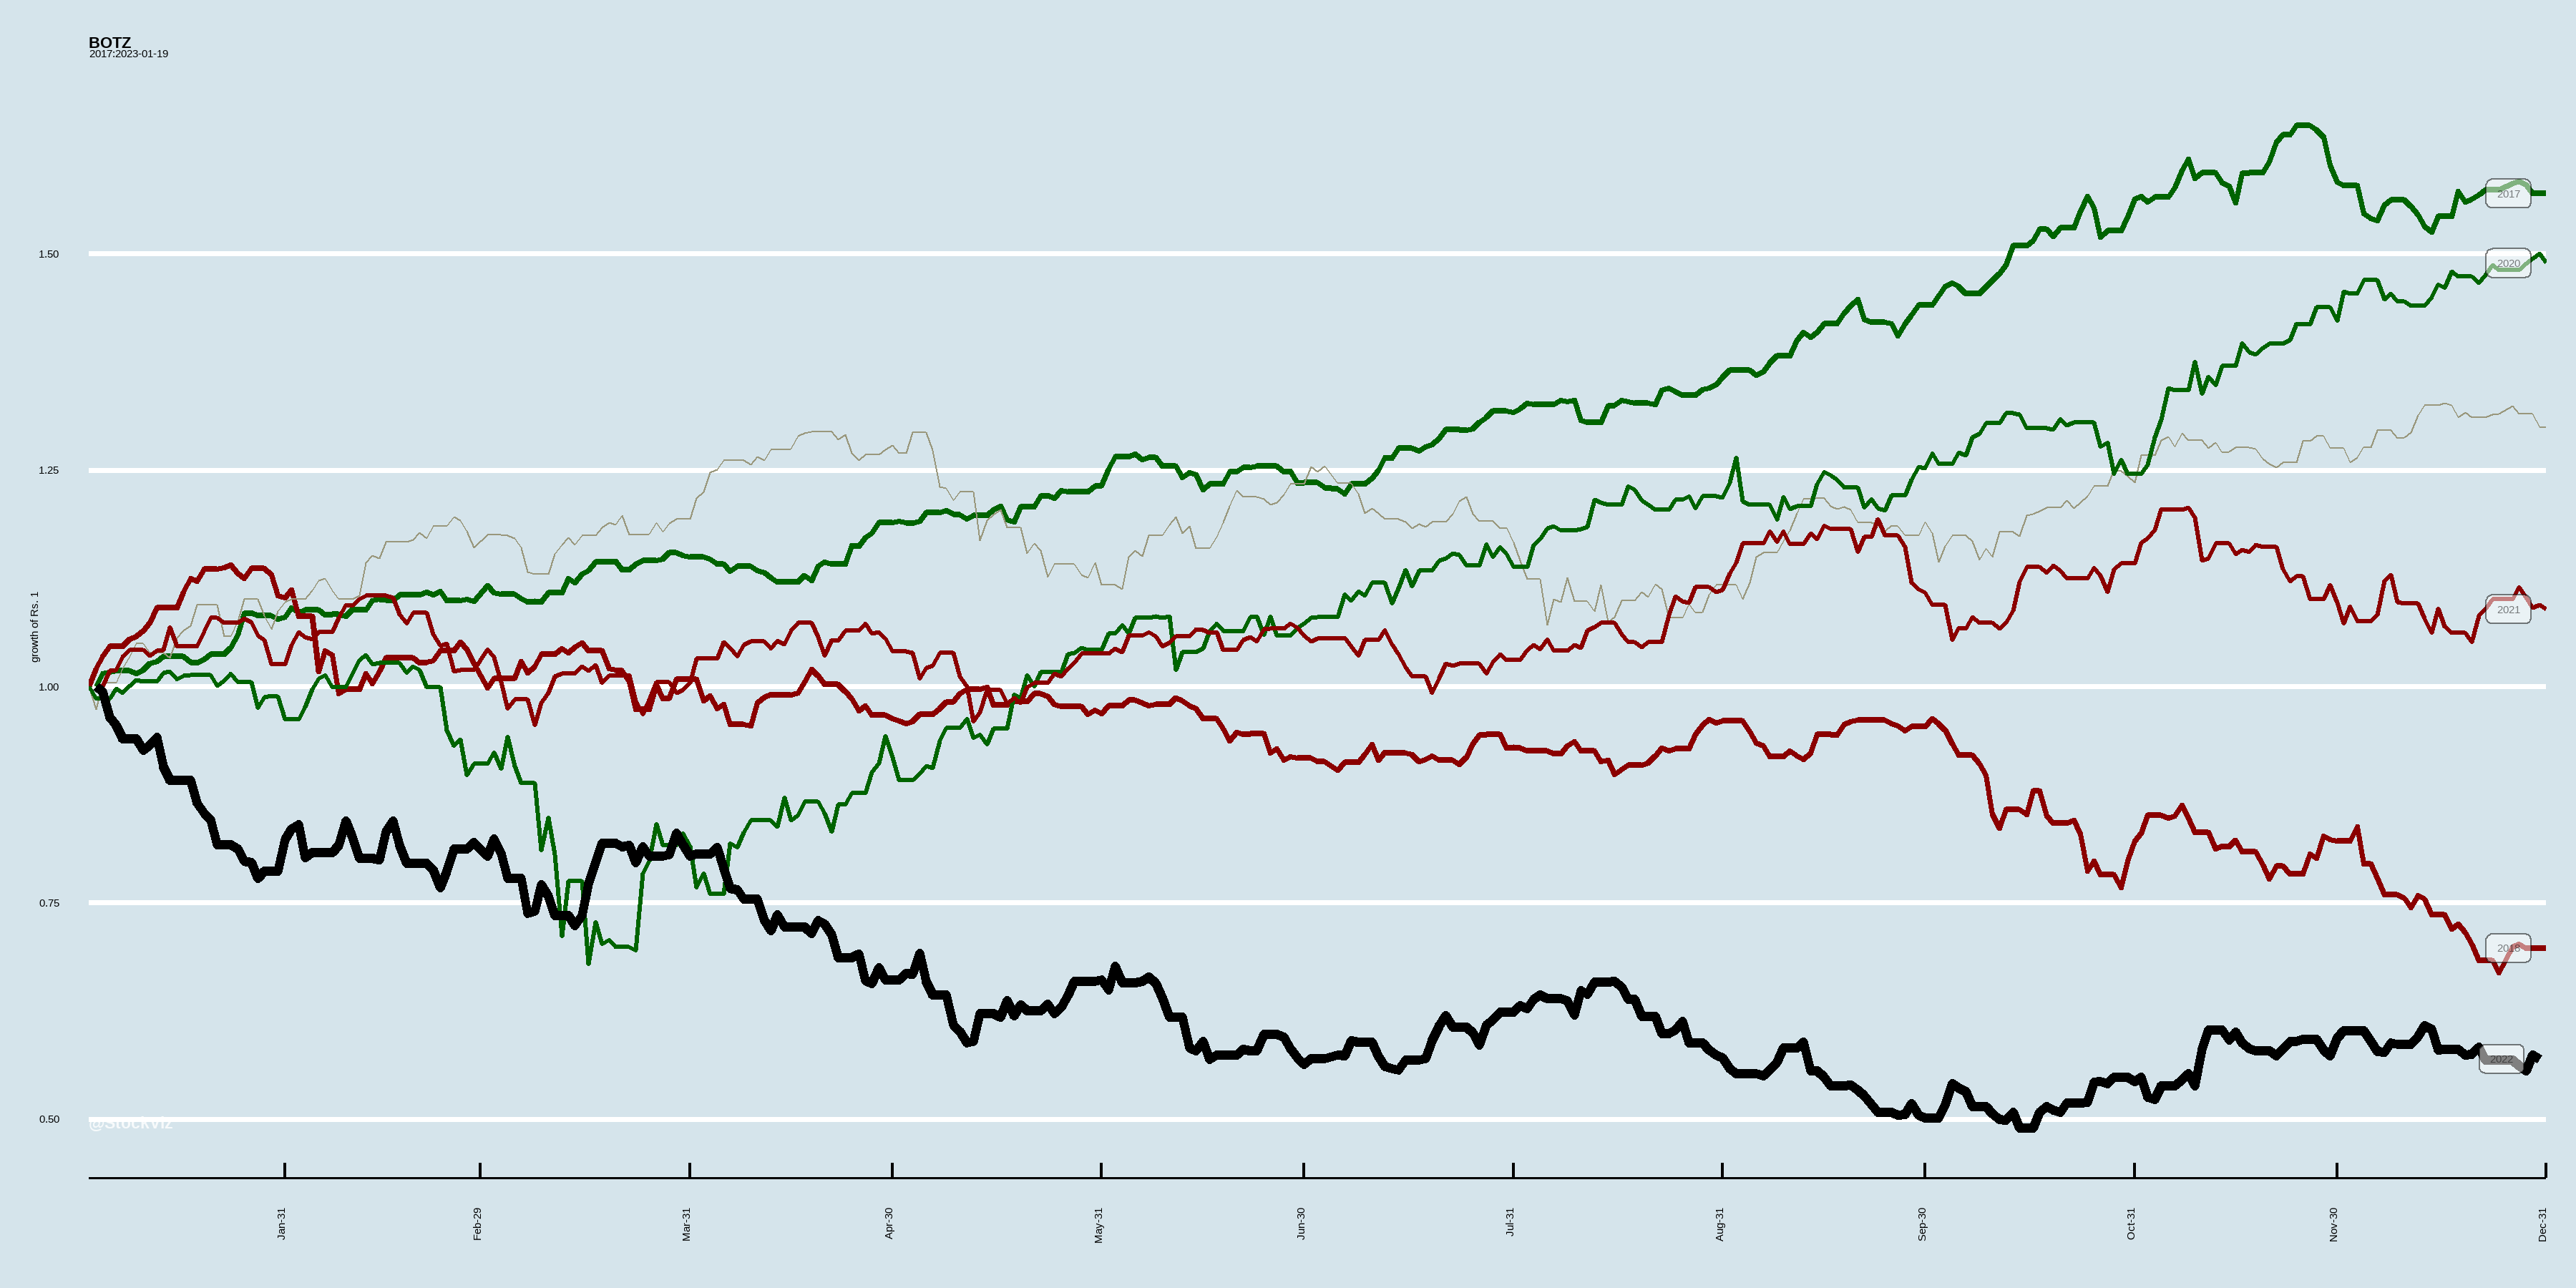 BOTZ
2017:2023-01-19
growth of Rs. 1
1.50
1.25
1.00
0.75
0.50
2017
2020
2021
2018
2022
@StockViz
Jan-31
Feb-29
Mar-31
Apr-30
May-31
Jun-30
Jul-31
Aug-31
Sep-30
Oct-31
Nov-30
Dec-31